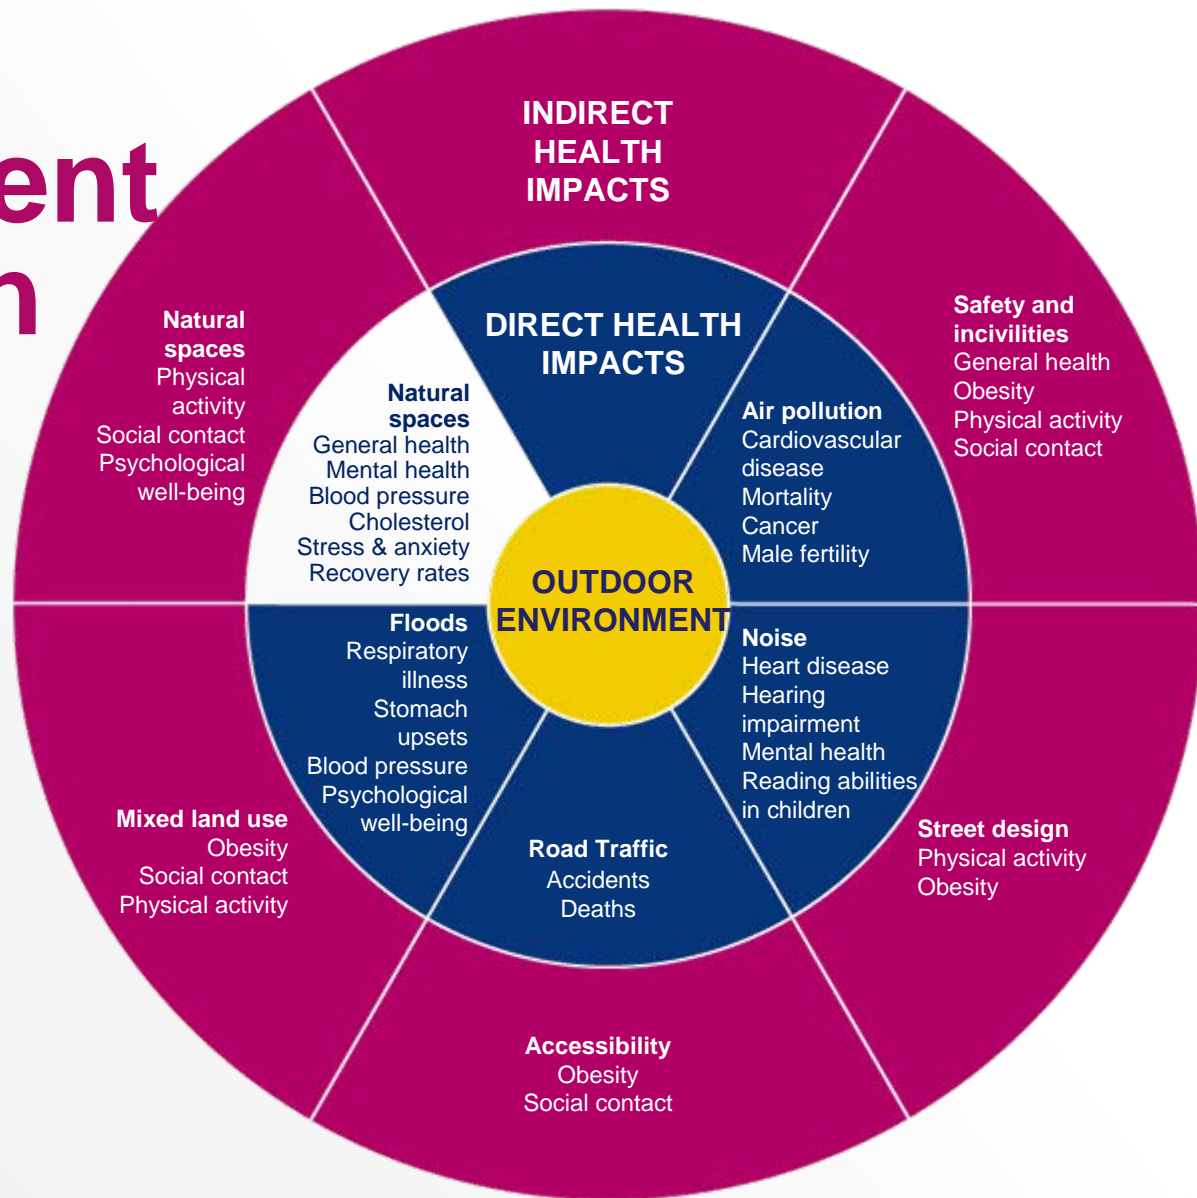 ent
n
INDIRECT
HEALTH
IMPACTS
DIRECT HEALTH
IMPACTS
Safety and
incivilities
General health
Obesity
Physical activity
Social contact
Natural
spaces
Physical
activity
Social contact
Psychological
well-being
Natural
spaces
General health
Mental health
Blood pressure
Cholesterol
Stress & anxiety
Recovery rates
Air pollution
Cardiovascular
disease
Mortality
Cancer
Male fertility
OUTDOOR
ENVIRONMENT
Floods
Respiratory
illness
Stomach
upsets
Blood pressure
Psychological
well-being
Noise
Heart disease
Hearing
impairment
Mental health
Reading abilities
in children
Mixed land use
Obesity
Social contact
Physical activity
Road Traffic
Accidents
Deaths
Street design
Physical activity
Obesity
Accessibility
Obesity
Social contact